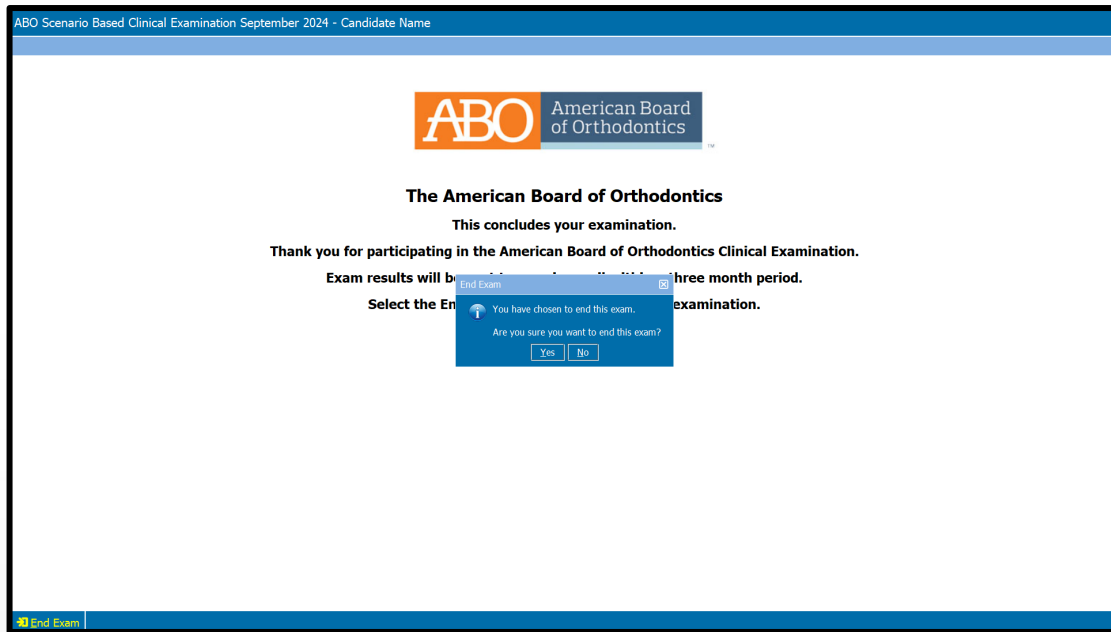 ABO Scenario Based Clinical Examination September 2024 - Candidate Name
ABO American Board
of Orthodontics
TM
The American Board of Orthodontics
This concludes your examination.
Thank you for participating in the American Board of Orthodontics Clinical Examination.
Exam results will hree month period.
Select the examination.
End Exam
You have chosen to end this exam.
Are you sure you want to end this exam?
Yes No
End Exam